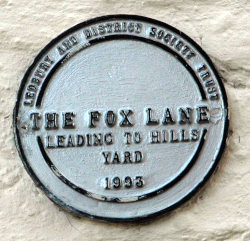 LEDBURY AND DISTRICT SOCIETY TRUST
THE FOX LANE
LEADING TO HILLS
YARD
1993